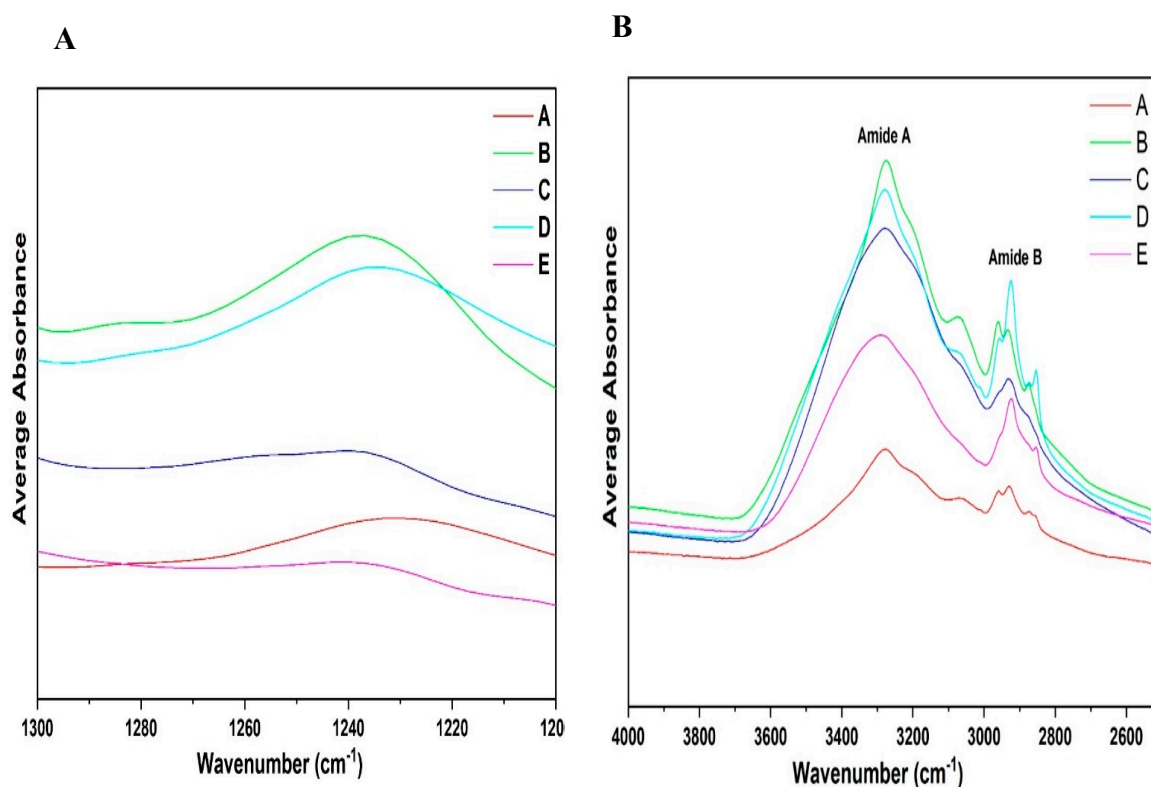 A
A
B
C
D
E
Average Absorbance
1300 1280 1260 1240 1220 120
Wavenumber (cm-1)
B
Amide A
Amide B
A
B
C
D
E
Average Absorbance
4000 3800 3600 3400 3200 3000 2800 2600
Wavenumber (cm-1)